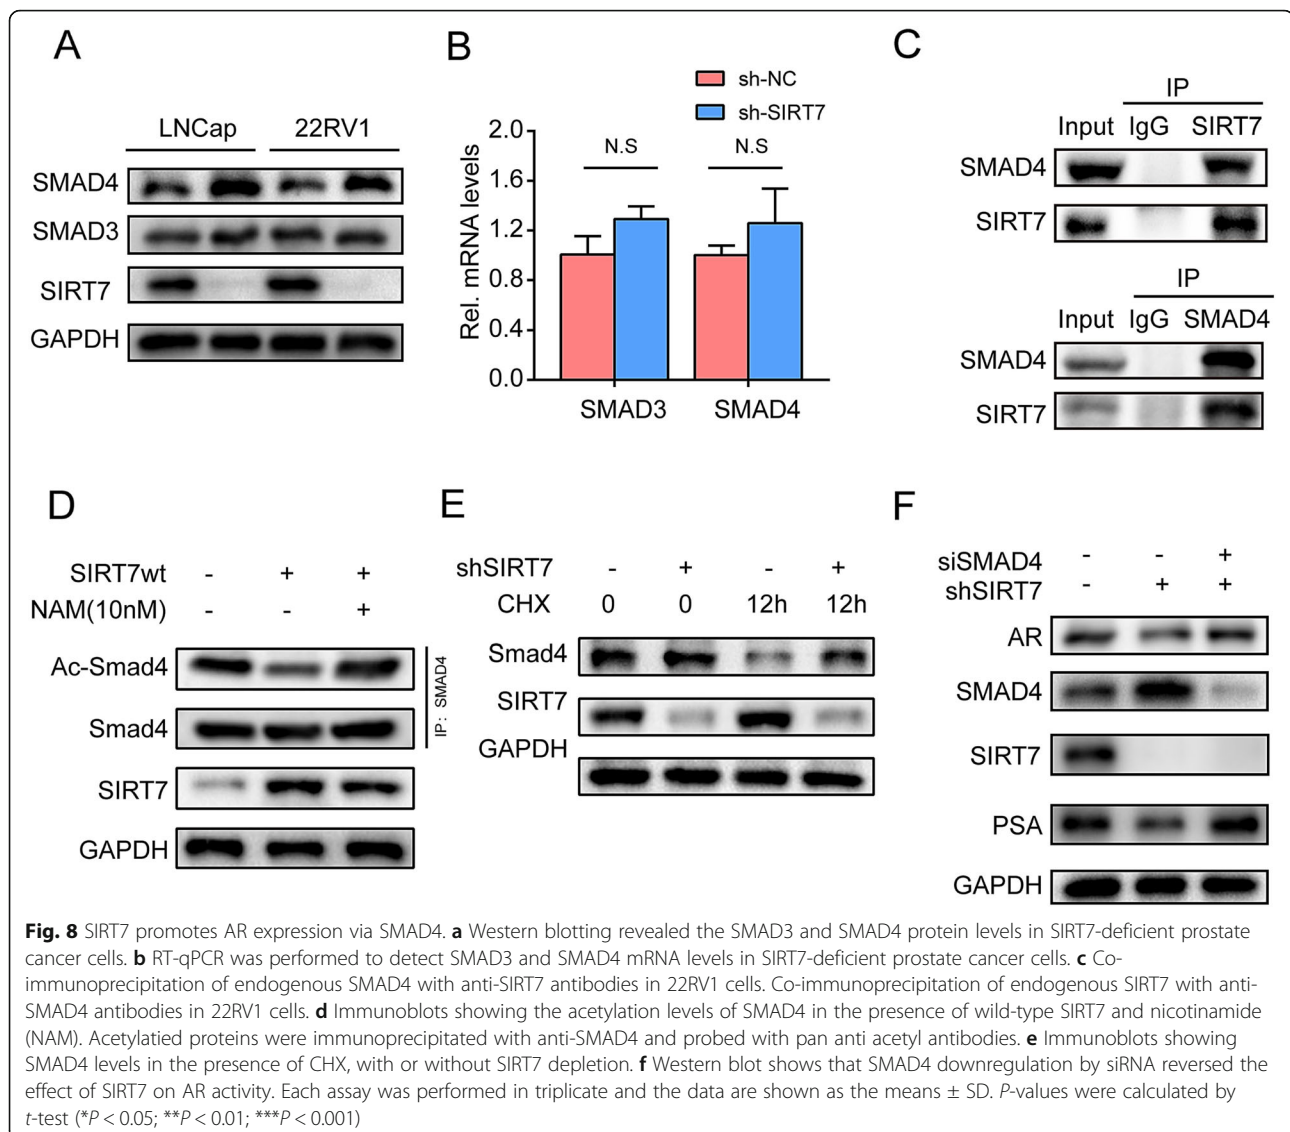 A
LNCap 22RV1
SMAD4
SMAD3
SIRT7
GAPDH
B
sh-NC
sh-SIRT7
Rel. mRNA levels
2.0
1.6
1.2
0.8
0.4
0.0
N.S N.S
SMAD3 SMAD4
C
IP
Input IgG SIRT7
SMAD4
SIRT7
IP
Input IgG SMAD4
SMAD4
SIRT7
D
SIRT7wt - + +
NAM(10nM) - - +
Ac-Smad4
Smad4
IP: SMAD4
SIRT7
GAPDH
E
shSIRT7 - + - +
CHX 0 0 12h 12h
Smad4
SIRT7
GAPDH
F
siSMAD4 - - +
shSIRT7 - + +
AR
SMAD4
SIRT7
PSA
GAPDH
Fig. 8 SIRT7 promotes AR expression via SMAD4. a Western blotting revealed the SMAD3 and SMAD4 protein levels in SIRT7-deficient prostate
cancer cells. b RT-qPCR was performed to detect SMAD3 and SMAD4 mRNA levels in SIRT7-deficient prostate cancer cells. c Co-
immunoprecipitation of endogenous SMAD4 with anti-SIRT7 antibodies in 22RV1 cells. Co-immunoprecipitation of endogenous SIRT7 with anti-
SMAD4 antibodies in 22RV1 cells. d Immunoblots showing the acetylation levels of SMAD4 in the presence of wild-type SIRT7 and nicotinamide
(NAM). Acetylatied proteins were immunoprecipitated with anti-SMAD4 and probed with pan anti acetyl antibodies. e Immunoblots showing
SMAD4 levels in the presence of CHX, with or without SIRT7 depletion. f Western blot shows that SMAD4 downregulation by siRNA reversed the
effect of SIRT7 on AR activity. Each assay was performed in triplicate and the data are shown as the means ± SD. P-values were calculated by
t-test (*P < 0.05; **P < 0.01; ***P < 0.001)